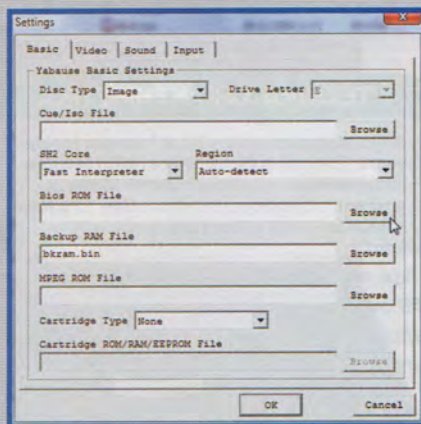 Settings
Basic Video Sound Input
Yabause Basic Settings
Disc Type Image Drive Letter
Cue/Iso File
Browse
SH2 Core Region
Fast Interpreter Auto-detect
Bios ROM File
Browse
Backup RAM File
bkram.bin Browse
MPEG ROM File
Browse
Cartridge Type None
Cartridge ROM/RAM/EEPROM File
Browse
OK Cancel